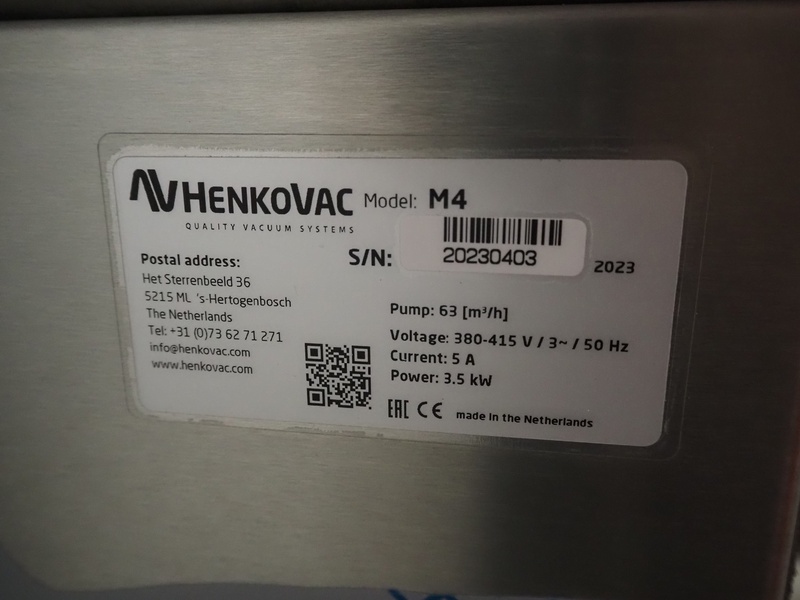 HENKOVAC Model: M4
QUALITY VACUUM SYSTEMS
S/N: 20230403 2023
Postal address:
Het Sterrenbeeld 36
5215 ML 's-Hertogenbosch
The Netherlands
Tel: +31 (0)73 62 71 271
info@henkovac.com
www.henkovac.com
Pump: 63 [m³/h]
Voltage: 380-415 V / 3~ / 50 Hz
Current: 5 A
Power: 3.5 kW
EAC CE made in the Netherlands